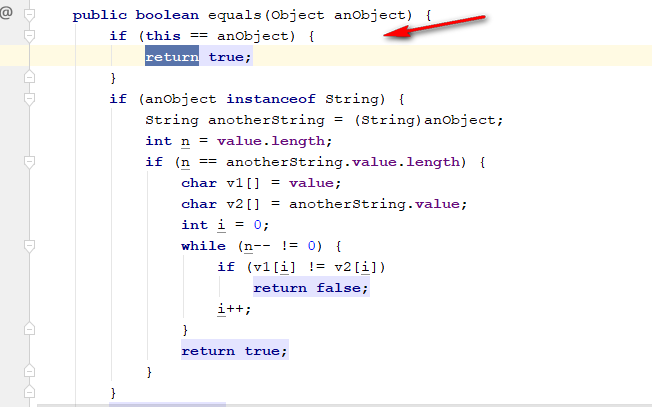 @
public boolean equals(Object anObject) {
if (this == anObject) {
return true;
}
if (anObject instanceof String) {
String anotherString = (String)anObject;
int n = value.length;
if (n == anotherString.value.length) {
char v1[] = value;
char v2[] = anotherString.value;
int i = 0;
while (n-- != 0) {
if (v1[i] != v2[i])
return false;
i++;
}
return true;
}
}